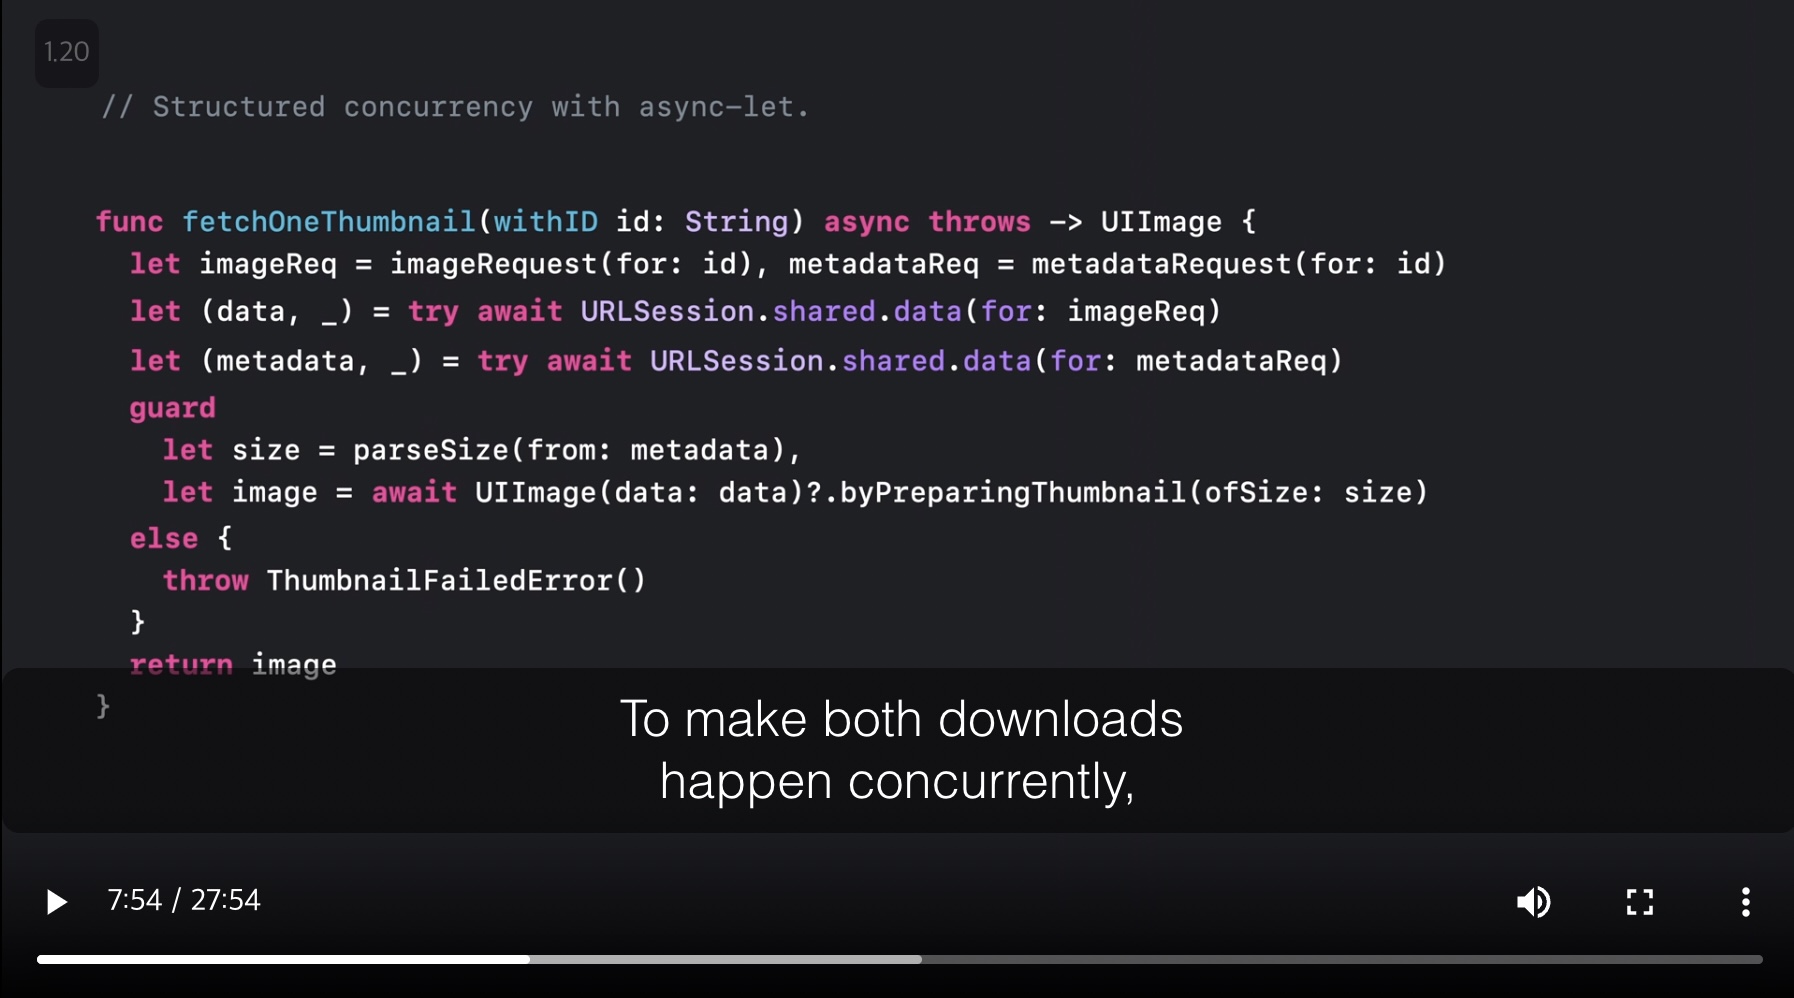 1.20
// Structured concurrency with async-let.
func fetchOneThumbnail(withID id: String) async throws -> UIImage {
let imageReq = imageRequest(for: id), metadataReq = metadataRequest(for: id)
let (data, _) = try await URLSession.shared.data(for: imageReq)
let (metadata, _) = try await URLSession.shared.data(for: metadataReq)
guard
let size = parseSize(from: metadata),
let image = await UIImage(data: data)?.byPreparingThumbnail(ofSize: size)
else {
throw ThumbnailFailedError()
}
return image
}
To make both downloads
happen concurrently,
7:54 / 27:54